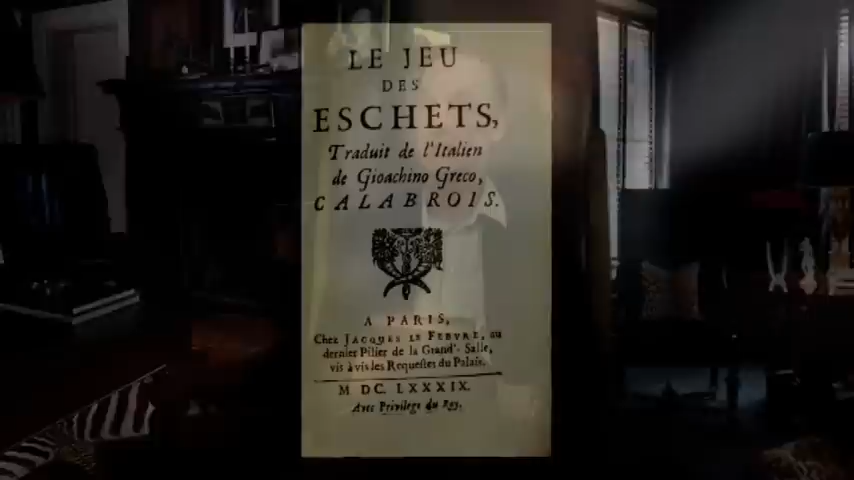 LE JEU
DES
ESCHETS,
Traduit de l'Italien
de Gioachino Greco,
CALABROIS.
A PARIS,
Chez JACQUES LE FEBVRE, au
dernier Pilier de la Grand'-Salle,
vis à vis les Requestes du Palais.
M DC. LXXXIX.
Avec Privilege du Roy.